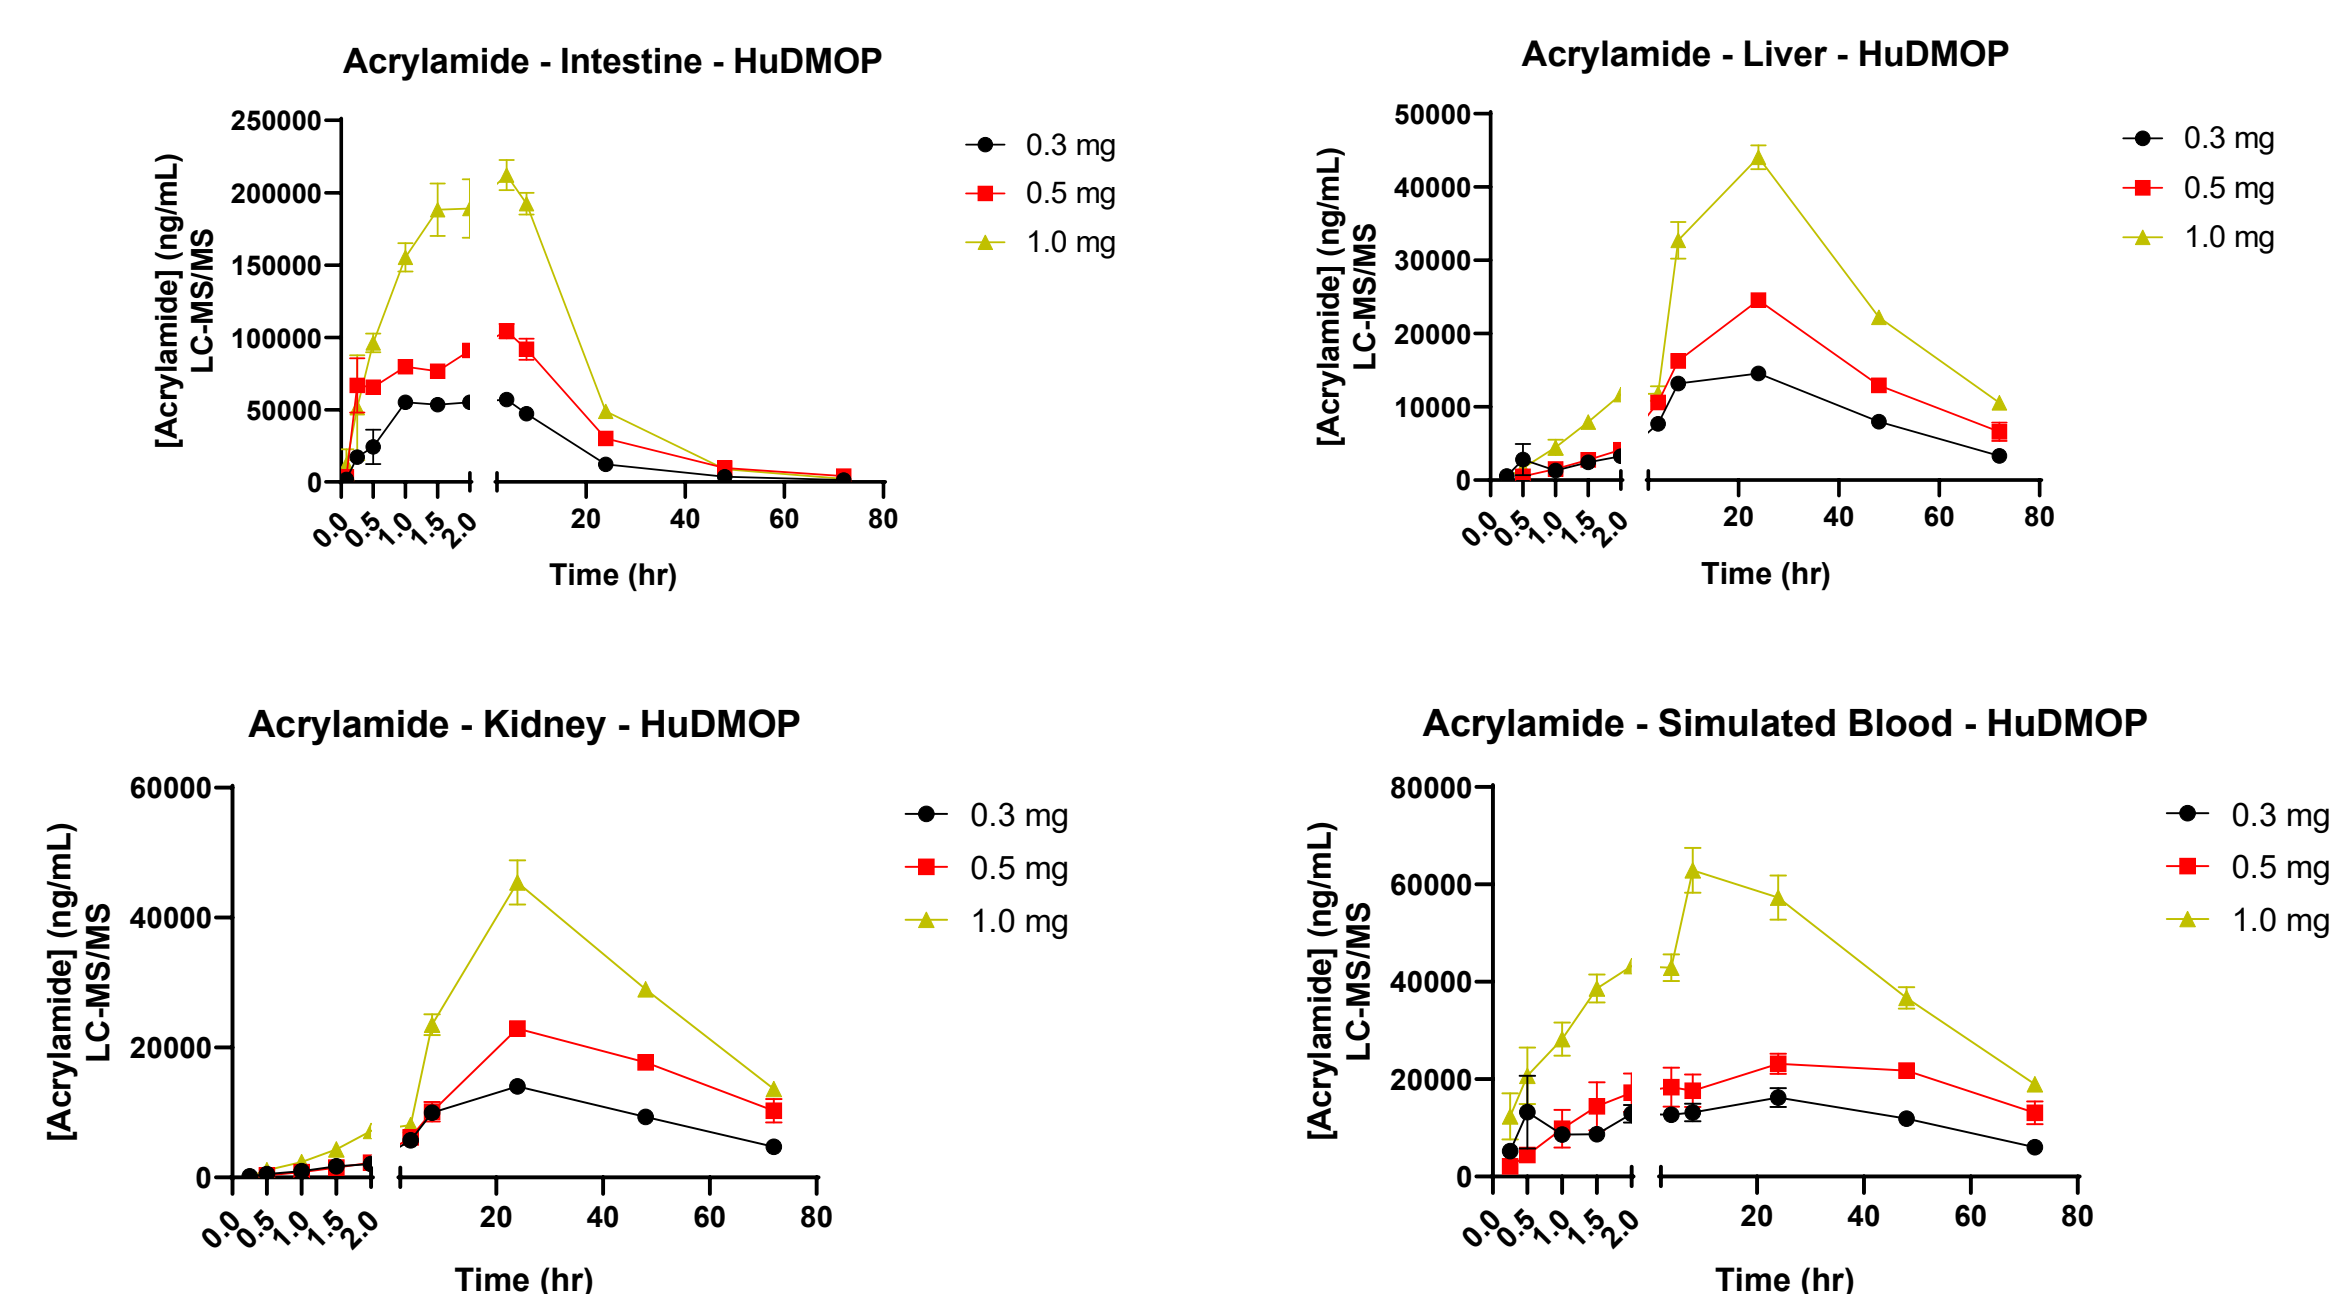 Acrylamide - Intestine - HuDMOP
[Acrylamide] (ng/mL)
LC-MS/MS
250000
200000
150000
100000
50000
0
0.0
0.5
1.0
1.5
2.0
20
40
60
80
Time (hr)
0.3 mg
0.5 mg
1.0 mg
Acrylamide - Liver - HuDMOP
[Acrylamide] (ng/mL)
LC-MS/MS
50000
40000
30000
20000
10000
0
0.0
0.5
1.0
1.5
2.0
20
40
60
80
Time (hr)
0.3 mg
0.5 mg
1.0 mg
Acrylamide - Kidney - HuDMOP
[Acrylamide] (ng/mL)
LC-MS/MS
60000
40000
20000
0
0.0
0.5
1.0
1.5
2.0
20
40
60
80
Time (hr)
0.3 mg
0.5 mg
1.0 mg
Acrylamide - Simulated Blood - HuDMOP
[Acrylamide] (ng/mL)
LC-MS/MS
80000
60000
40000
20000
0
0.0
0.5
1.0
1.5
2.0
20
40
60
80
Time (hr)
0.3 mg
0.5 mg
1.0 mg